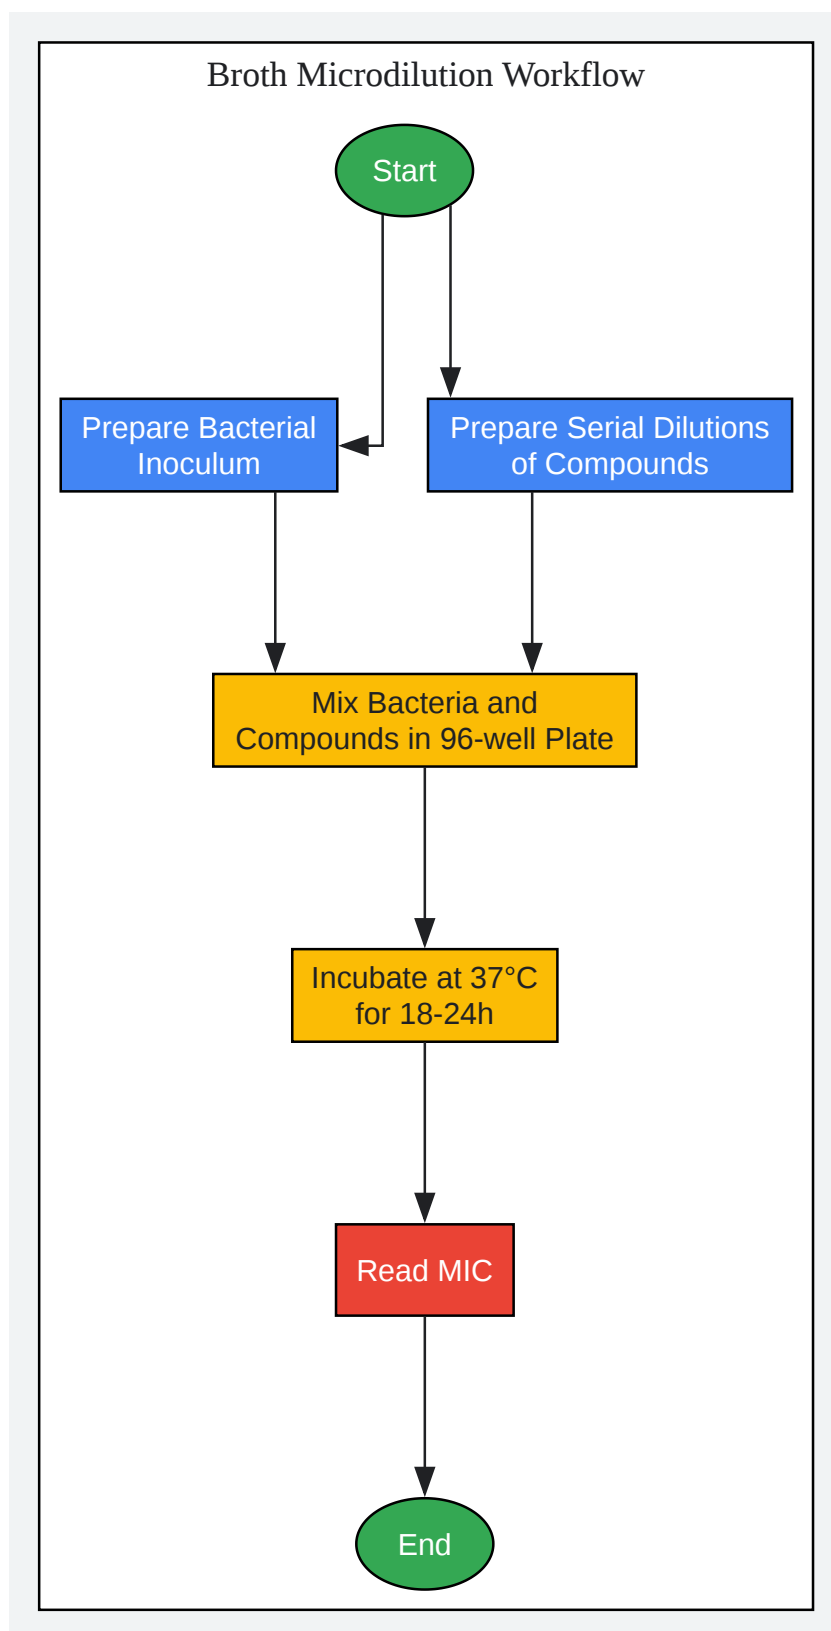 Broth Microdilution Workflow
Start
Prepare Bacterial
Inoculum
Prepare Serial Dilutions
of Compounds
Mix Bacteria and
Compounds in 96-well Plate
Incubate at 37°C
for 18-24h
Read MIC
End